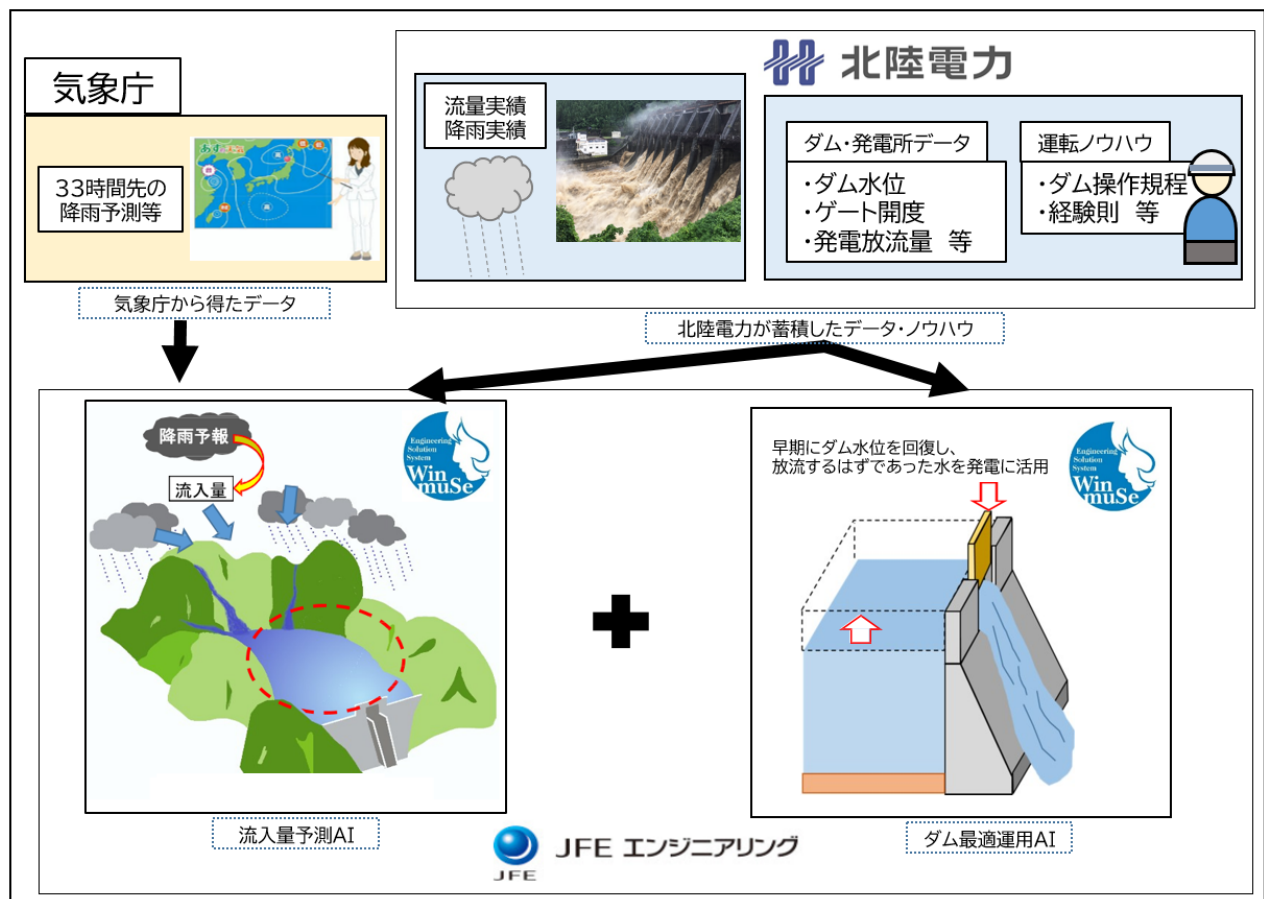 気象庁
33時間先の
降雨予測等
あすの天気
気象庁から得たデータ
北陸電力
流量実績
降雨実績
ダム・発電所データ
・ダム水位
・ゲート開度
・発電放流量 等
運転ノウハウ
・ダム操作規程
・経験則 等
北陸電力が蓄積したデータ・ノウハウ
降雨予報
流入量
Engineering
Solution
System
Win
muSe
流入量予測AI
早期にダム水位を回復し、
放流するはずであった水を発電に活用
Engineering
Solution
System
Win
muSe
ダム最適運用AI
JFE
JFE エンジニアリング